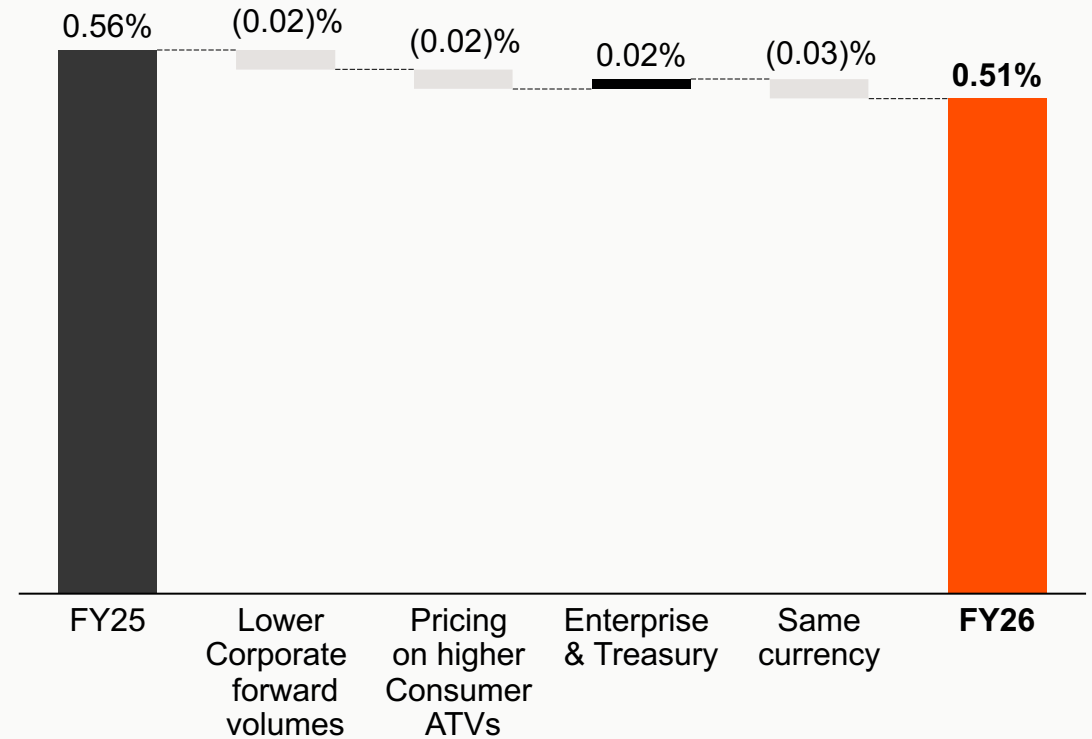 0.56%
(0.02)%
(0.02)%
0.02%
(0.03)%
0.51%
FY25
Lower
Corporate
forward
volumes
Pricing
on higher
Consumer
ATVs
Enterprise
& Treasury
Same
currency
FY26